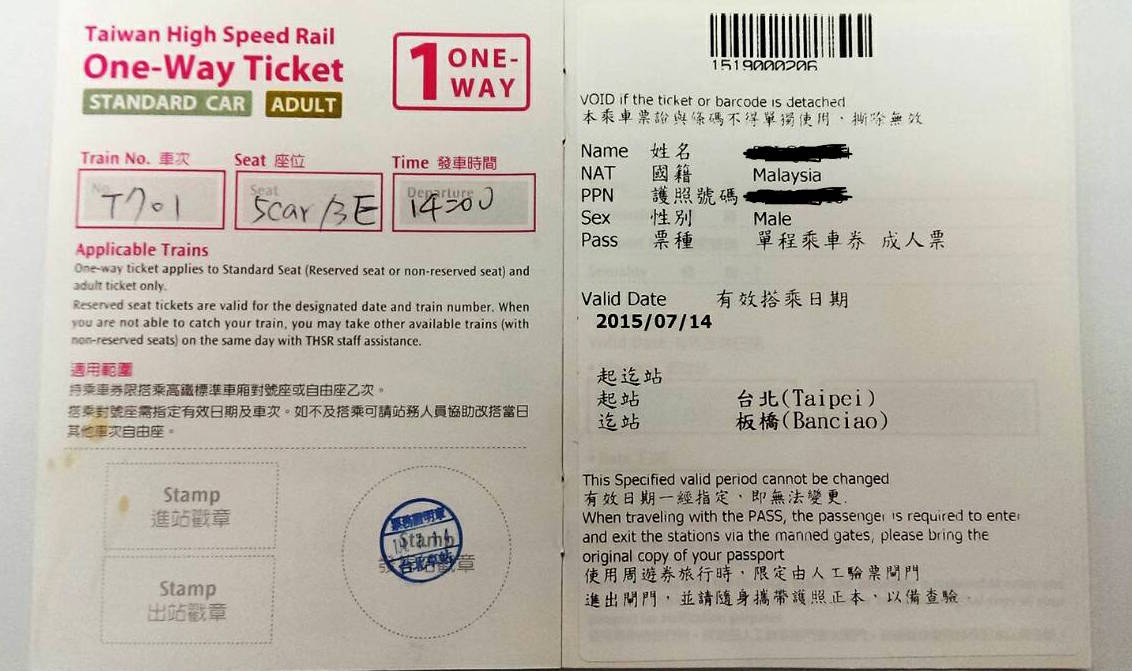 Taiwan High Speed Rail
One-Way Ticket
STANDARD CAR ADULT
1 ONE-WAY
Train No. 車次
Seat 座位
Time 發車時間
No.
Seat
Departure
T701
5car/3E
14:00
Applicable Trains
One-way ticket applies to Standard Seat (Reserved seat or non-reserved seat) and
adult ticket only.
Reserved seat tickets are valid for the designated date and train number. When
you are not able to catch your train, you may take other available trains (with
non-reserved seats) on the same day with THSR staff assistance.
適用範圍
持乘車券限搭乘高鐵標準車廂對號座或自由座乙次。
搭乘對號座需指定有效日期及車次。如不及搭乘可請站務人員協助改搭當日
其他車次自由座。
Stamp
進站戳章
Stamp
出站戳章
Stamp
戳章
1519000206
VOID if the ticket or barcode is detached
本乘車票證與條碼不得單獨使用,撕除無效
Name 姓名
NAT 國籍 Malaysia
PPN 護照號碼
Sex 性別 Male
Pass 票種 單程乘車券 成人票
Valid Date 有效搭乘日期
2015/07/14
起迄站
起站 台北(Taipei)
迄站 板橋(Banciao)
This Specified valid period cannot be changed
有效日期一經指定,即無法變更.
When traveling with the PASS, the passenger is required to enter
and exit the stations via the manned gates, please bring the
original copy of your passport
使用周遊券旅行時,限定由人工驗票閘門
進出閘門,並請隨身攜帶護照正本,以備查驗.